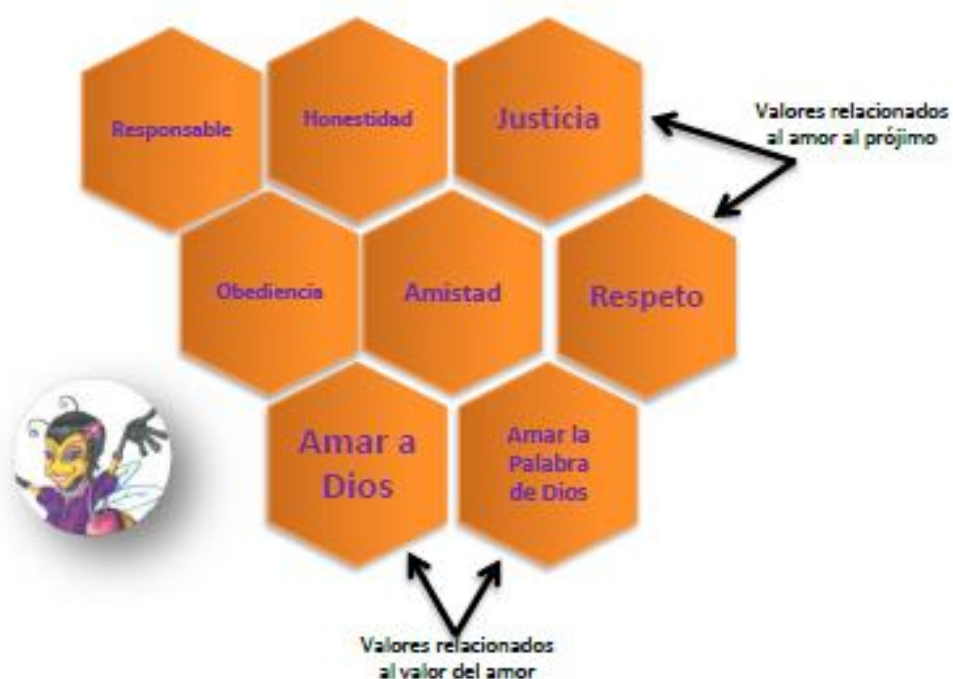 Responsable
Honestidad
Justicia
Valores relacionados
al amor al prójimo
Obediencia
Amistad
Respeto
Amar a
Dios
Amar la
Palabra
de Dios
Valores relacionados
al valor del amor